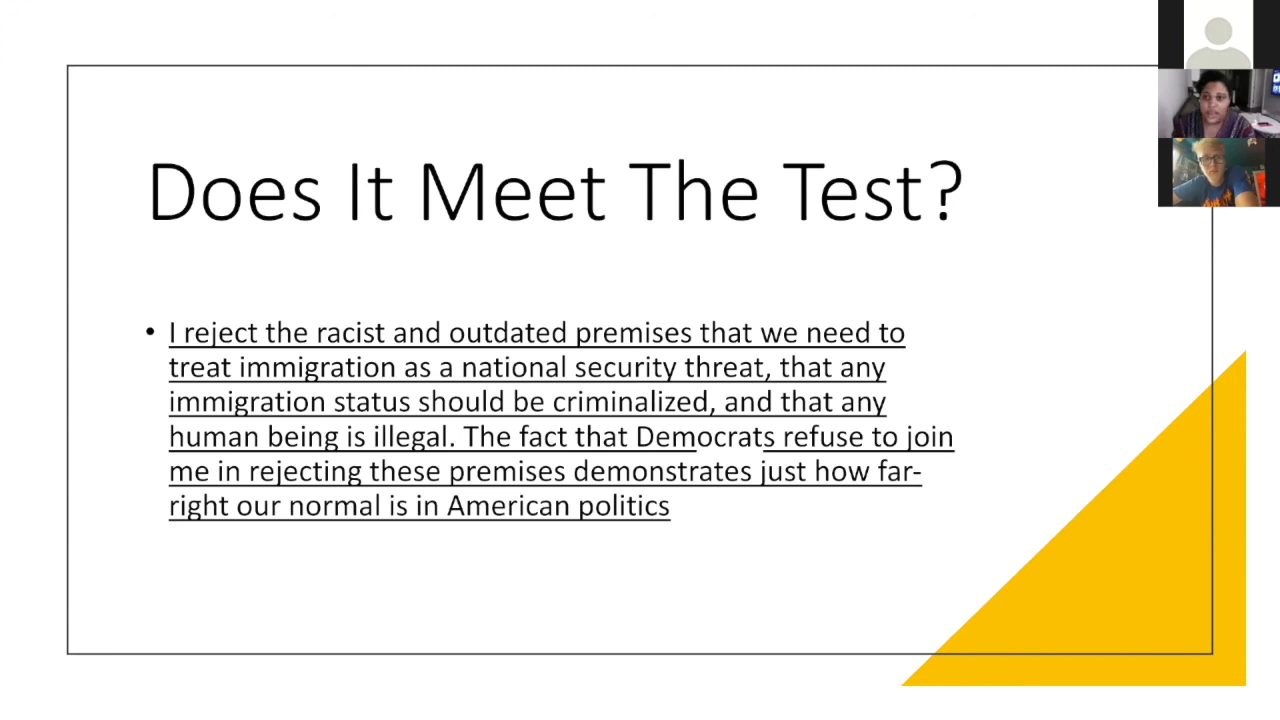 Does It Meet The Test?
• I reject the racist and outdated premises that we need to
treat immigration as a national security threat, that any
immigration status should be criminalized, and that any
human being is illegal. The fact that Democrats refuse to join
me in rejecting these premises demonstrates just how far-
right our normal is in American politics